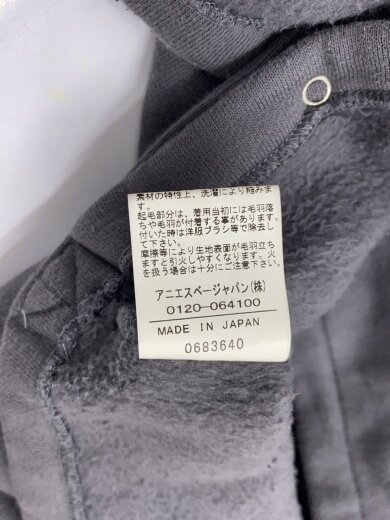 素材の特性上、洗濯により縮みます。
起毛部分は、着用当初には毛羽落
ちや毛羽が付着する事があります。
付いた時は洋服ブラシ等で除去し
て下さい。
摩擦等により生地表面が毛羽立ち
ますと引火しやすくなります。火
を扱う場合は十分にご注意下さい。
アニエスベージャパン(株)
0120-064100
MADE IN JAPAN
0683640